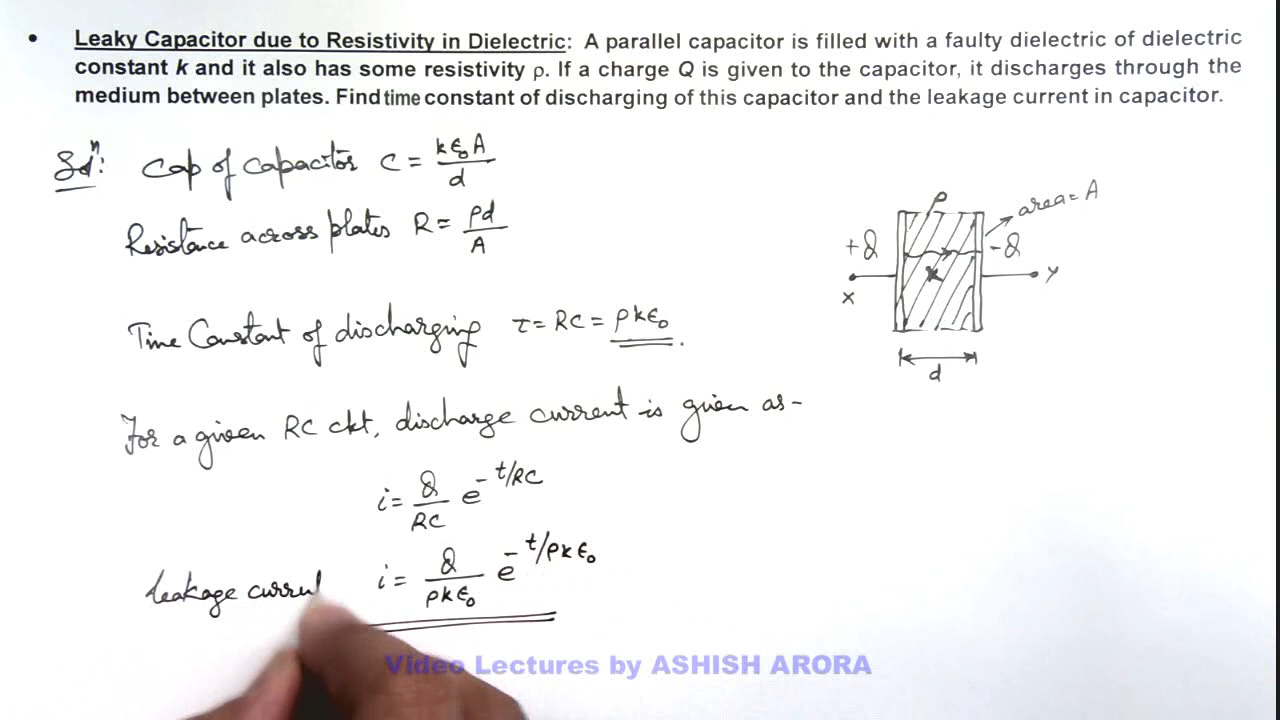 • Leaky Capacitor due to Resistivity in Dielectric: A parallel capacitor is filled with a faulty dielectric of dielectric
constant k and it also has some resistivity ρ. If a charge Q is given to the capacitor, it discharges through the
medium between plates. Find time constant of discharging of this capacitor and the leakage current in capacitor.
Solⁿ: Cap of capacitor C = kε₀A/d
Resistance across plates R = ρd/A
Time Constant of discharging τ = RC = ρkε₀.
For a given RC ckt, discharge current is given as-
i = Q/RC e^(-t/RC)
leakage curre i = Q/ρkε₀ e^(-t/ρkε₀)
ρ
area = A
+Q
-Q
k
x
y
d
Video Lectures by ASHISH ARORA